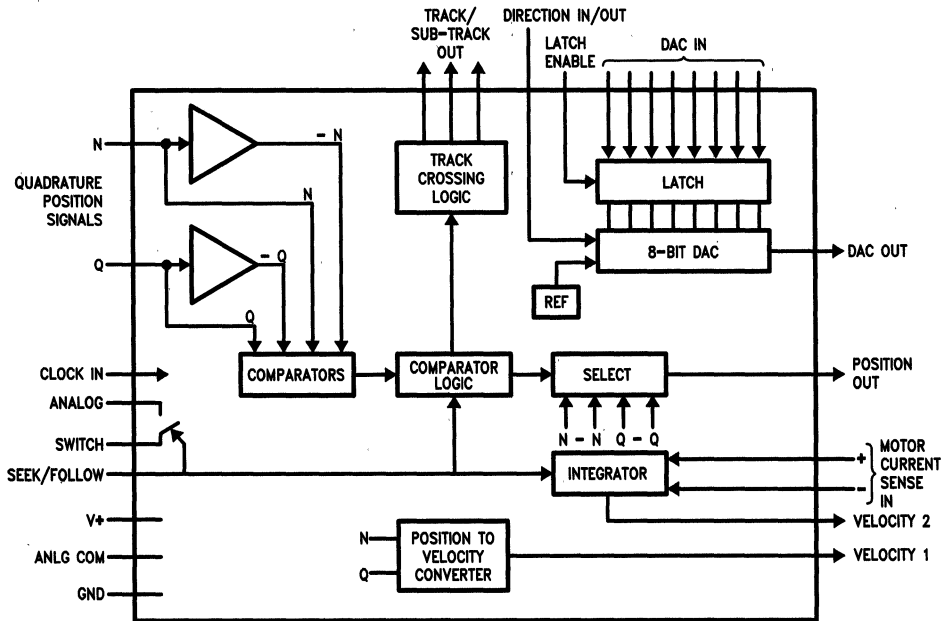 TRACK/
SUB-TRACK
OUT
DIRECTION IN/OUT
LATCH
ENABLE
DAC IN
N
- N
QUADRATURE
POSITION
SIGNALS
N
TRACK
CROSSING
LOGIC
LATCH
Q
- Q
8-BIT DAC
DAC OUT
REF
Q
CLOCK IN
COMPARATORS
COMPARATOR
LOGIC
SELECT
POSITION
OUT
ANALOG
SWITCH
N - N Q - Q
SEEK/FOLLOW
INTEGRATOR
+
-
MOTOR
CURRENT
SENSE
IN
V+
VELOCITY 2
ANLG COM
N
Q
POSITION TO
VELOCITY
CONVERTER
VELOCITY 1
GND